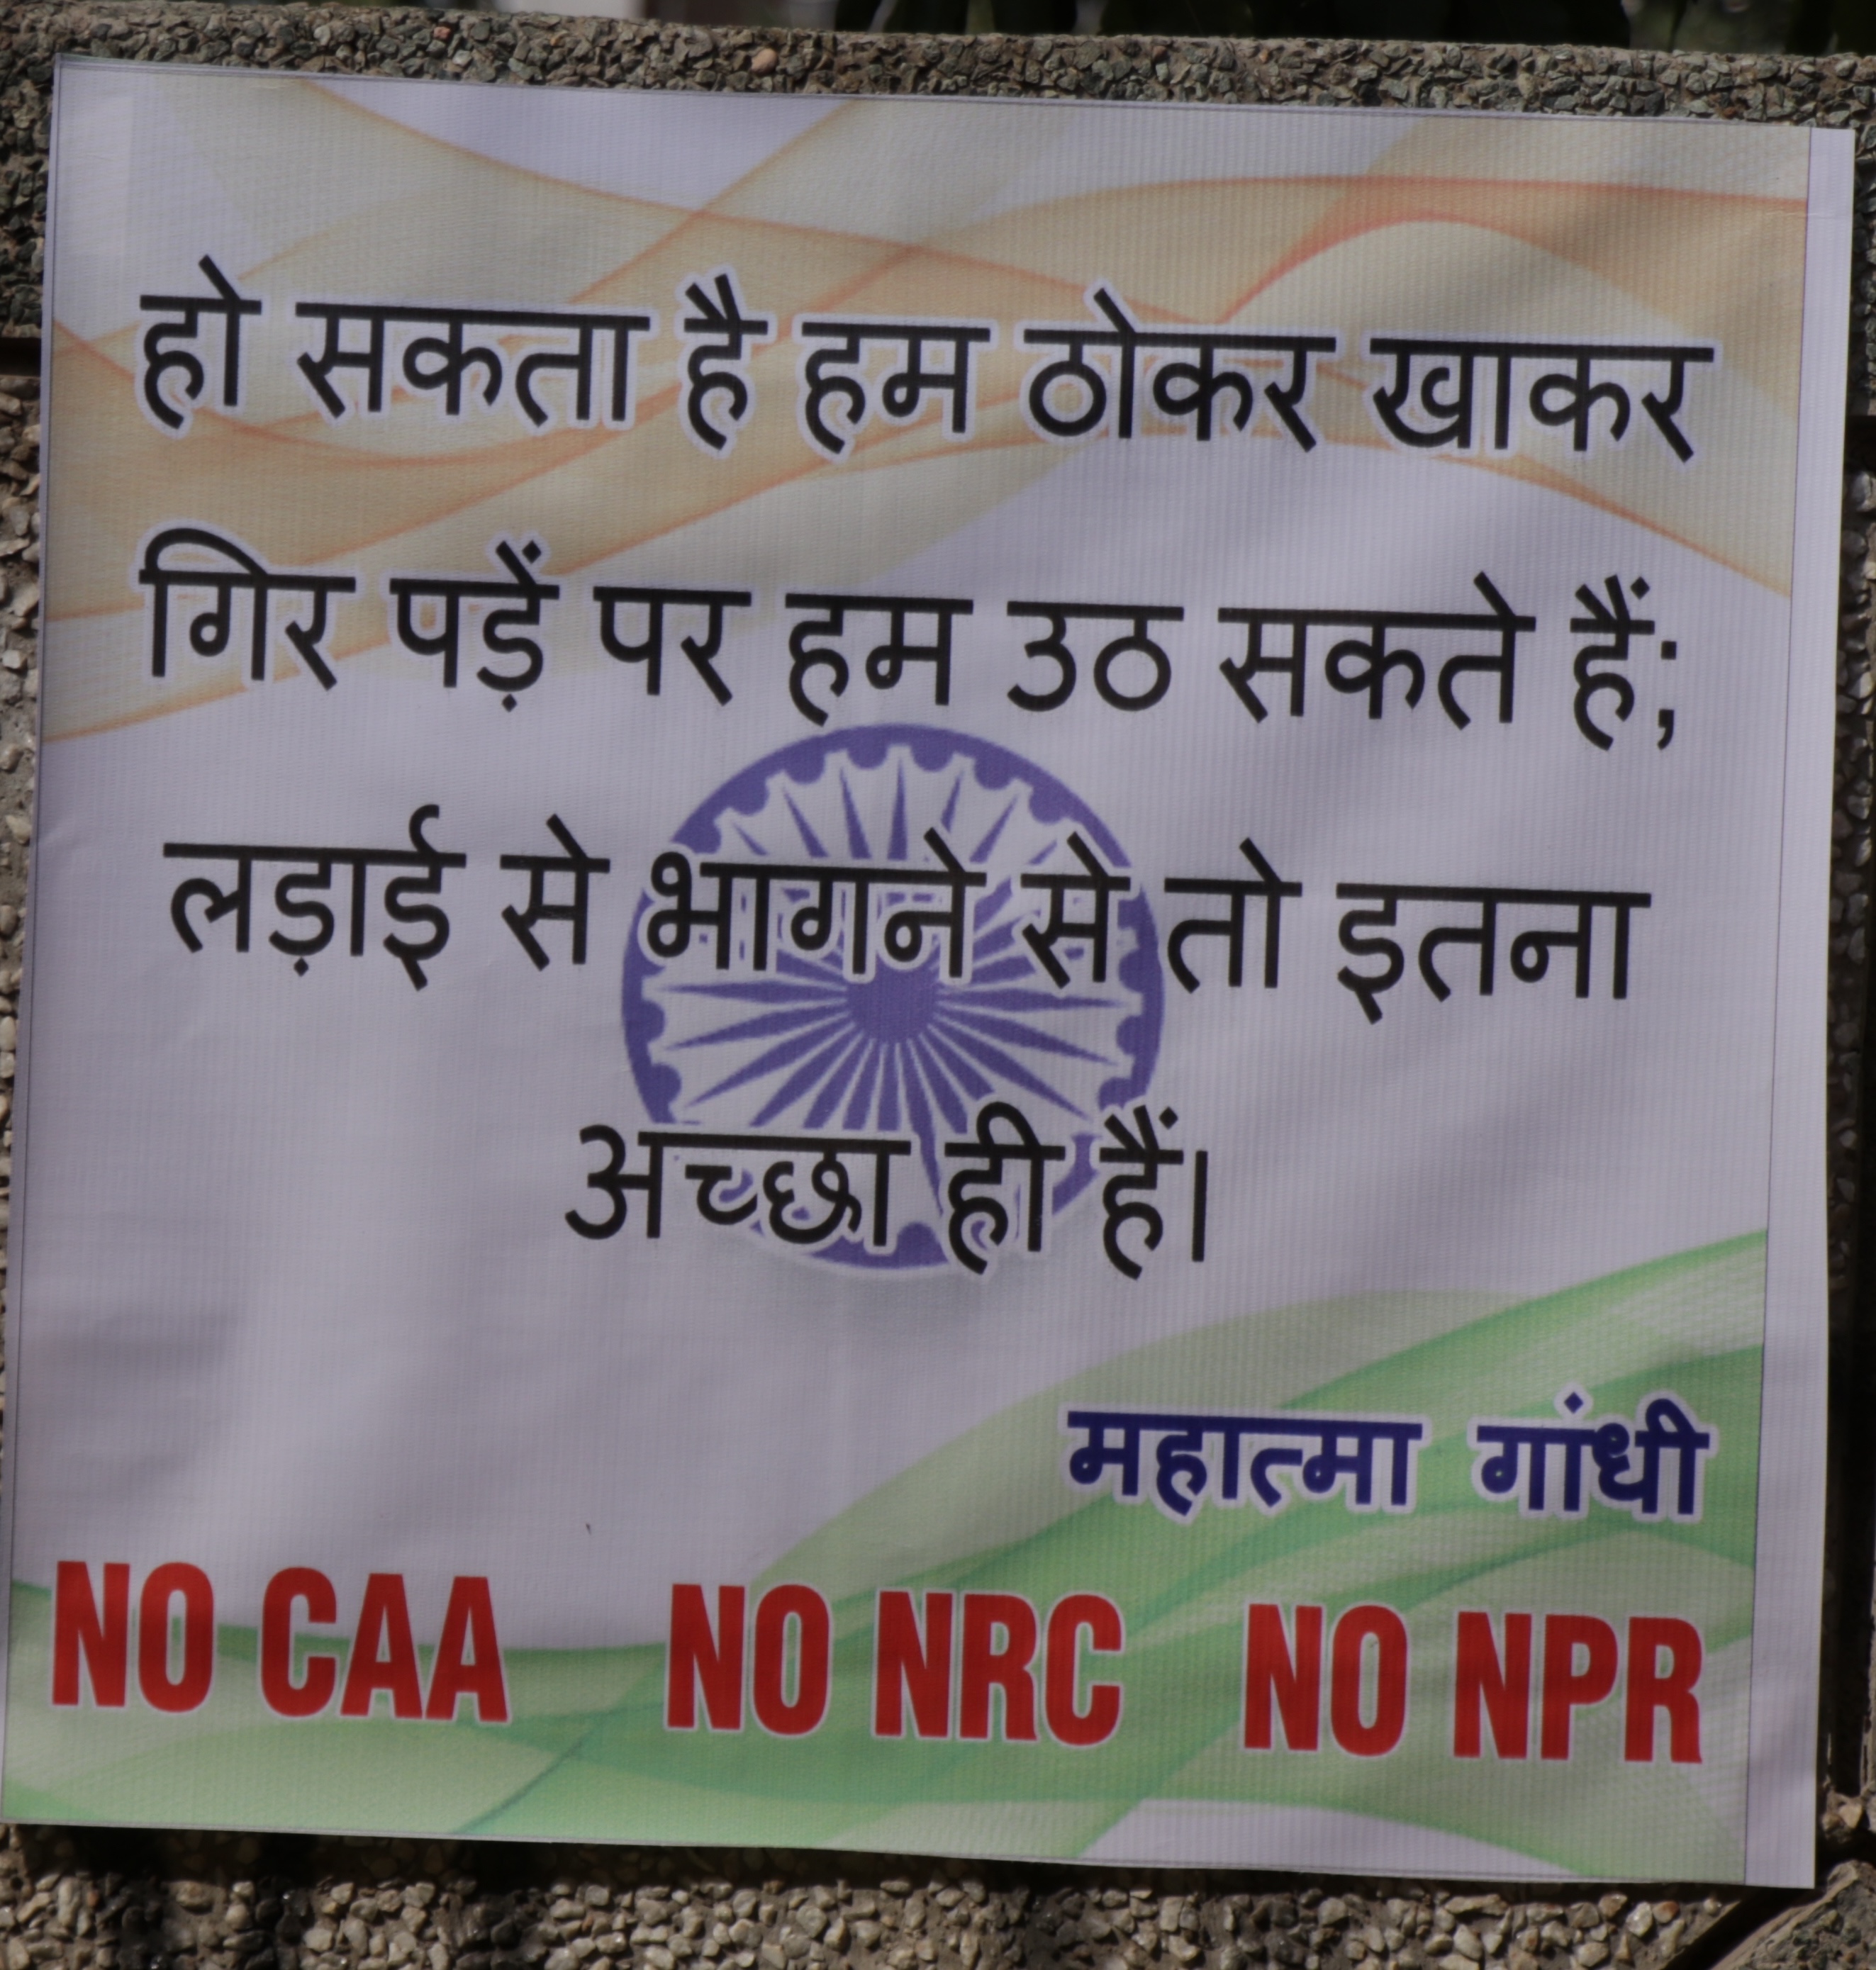 हो सकता है हम ठोकर खाकर
गिर पड़ें पर हम उठ सकते हैं;
लड़ाई से भागने से तो इतना
अच्छा ही हैं।
महात्मा गांधी
NO CAA NO NRC NO NPR